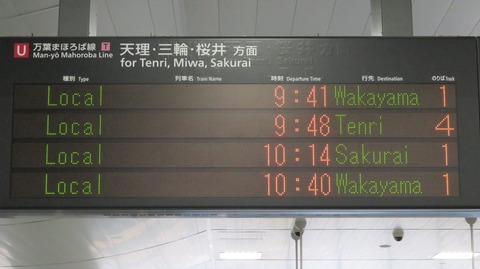 U 万葉まほろば線 T 天理・三輪・桜井 方面
Man-yō Mahoroba Line for Tenri, Miwa, Sakurai
種別 Type 列車名 Train Name 時刻 Departure Time 行先 Destination のりば Track
Local 9:41 Wakayama 1
Local 9:48 Tenri 4
Local 10:14 Sakurai 1
Local 10:40 Wakayama 1